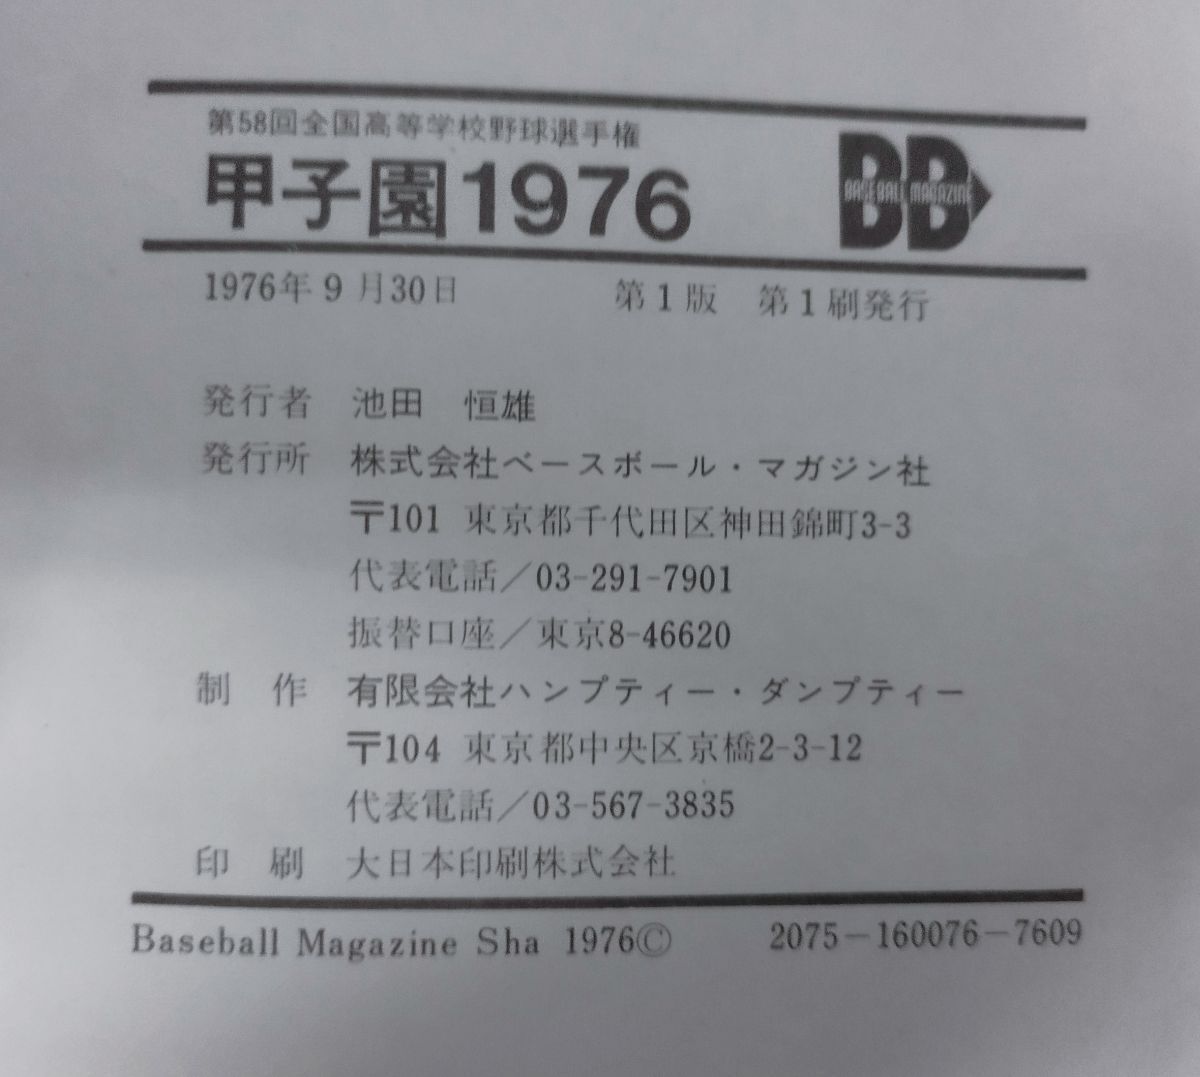 第58回全国高等学校野球選手権
甲子園1976
BB
BASEBALL MAGAZINE
1976年9月30日 第1版 第1刷発行
発行者 池田 恒雄
発行所 株式会社ベースボール・マガジン社
〒101 東京都千代田区神田錦町3-3
代表電話／03-291-7901
振替口座／東京8-46620
制 作 有限会社ハンプティー・ダンプティー
〒104 東京都中央区京橋2-3-12
代表電話／03-567-3835
印 刷 大日本印刷株式会社
Baseball Magazine Sha 1976© 2075－160076－7609